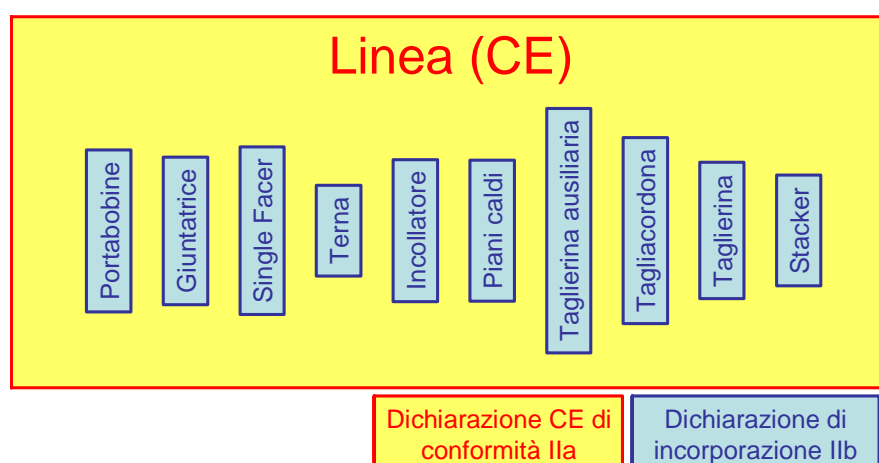 Linea (CE)
Portabobine
Giuntatrice
Single Facer
Terna
Incollatore
Piani caldi
Taglierina ausiliaria
Tagliacordona
Taglierina
Stacker
Dichiarazione CE di
conformità IIa
Dichiarazione di
incorporazione IIb